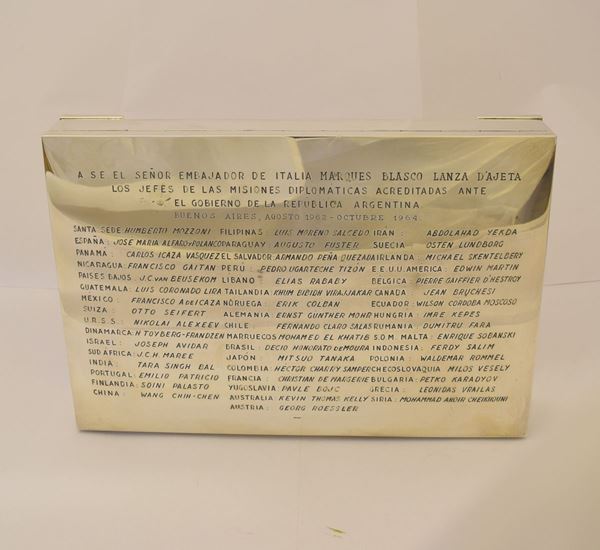 A S.E EL SEÑOR EMBAJADOR DE ITALIA MARQUES BLASCO LANZA D'AJETA
LOS JEFES DE LAS MISIONES DIPLOMATICAS ACREDITADAS ANTE
EL GOBIERNO DE LA REPUBLICA ARGENTINA.
BUENOS AIRES, AGOSTO 1962 - OCTUBRE 1964.
SANTA SEDE HUMBERTO MOZZONI FILIPINAS: LUIS MORENO SALCEDO IRAN: ABDOLAHAD YEKDA
ESPAÑA: JOSE MARIA ALFARO y POLANCO PARAGUAY: AUGUSTO FUSTER SUECIA: OSTEN LUNDBORG
PANAMÁ: CARLOS ICAZA VASQUEZ EL SALVADOR: ARMANDO PEÑA QUEZADA IRLANDA: MICHAEL SKENTELBERY
NICARAGUA: FRANCISCO GAITAN PERU: PEDRO UGARTECHE TIZON E.E.U.U. AMERICA: EDWIN MARTIN
PAISES BAJOS: J.C. van BEUSEKOM LIBANO: ELIAS RABABY BELGICA: PIERRE GAIFFIER D'HESTROY
GUATEMALA: LUIS CORONADO LIRA TAILANDIA: KHUM BIBIDH VIRAJJAKAR CANADA: JEAN BRUCHESI
MEXICO: FRANCISCO A de ICAZA NORUEGA: ERIK COLBAN ECUADOR: WILSON CORDOBA MOSCOSO
SUIZA: OTTO SEIFERT ALEMANIA: ERNST GUNTHER MOHR HUNGRIA: IMRE KEPES
U.R.S.S.: NIKOLAI ALEXEEV CHILE: FERNANDO CLARO SALAS RUMANIA: DUMITRU FARA
DINAMARCA: H TOYBERG-FRANDZEN MARRUECOS MOHAMED EL KHATIB S.O.M. MALTA: ENRIQUE SOBANSKI
ISRAEL: JOSEPH AVIDAR BRASIL: DECIO HONORATO de MOURA INDONESIA: FERDY SALIM
SUD AFRICA: J.C.H. MAREE JAPON: MITSUO TANAKA POLONIA: WALDEMAR ROMMEL
INDIA: TARA SINGH BAL COLOMBIA: HECTOR CHARRY SAMPER CHECOSLOVAQUIA MILOS VESELY
PORTUGAL: EMILIO PATRICIO FRANCIA: CHRISTIAN DE MARGERIE BULGARIA: PETKO KARADYOV
FINLANDIA: SOINI PALASTO YUGOSLAVIA: PAVLE BOJC GRECIA: LEONIDAS VRAILAS
CHINA: WANG CHIH-CHEN AUSTRALIA: KEVIN THOMAS KELLY SIRIA: MOHAMMAD CHEIKHOUNI
AUSTRIA: GEORG ROESSLER